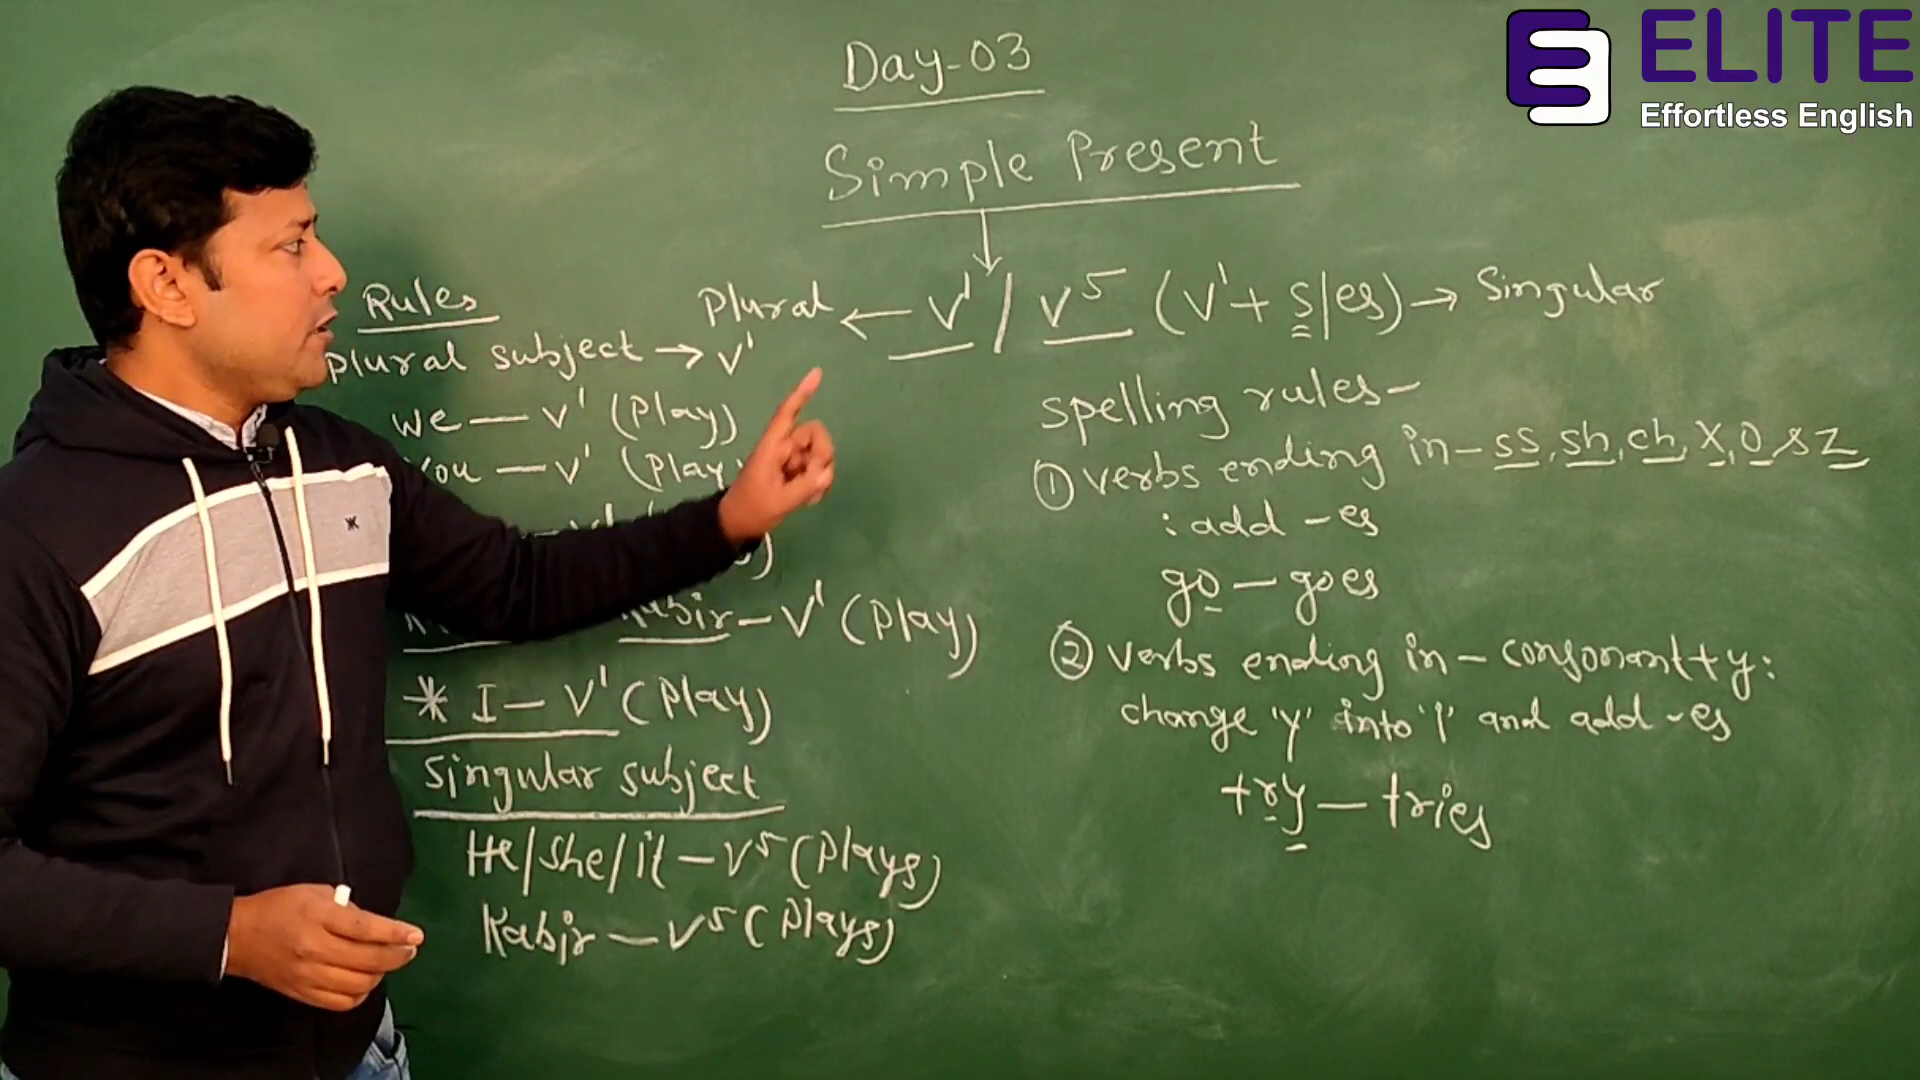 ELITE
Effortless English
Day-03
Simple Present
V¹ / V⁵ (V¹+ s/es) → Singular
Plural ←
Rules
Plural subject → V¹
We — V¹ (Play)
You — V¹ (Play
Kabir – V¹ (Play)
* I — V¹ (Play)
Singular subject
He/She/It — V⁵ (Plays)
Kabir — V⁵ (Plays)
Spelling rules–
① Verbs ending in – ss, sh, ch, x, o, & z
: add - es
go — goes
② Verbs ending in – consonant + y:
change 'y' into 'i' and add - es
try — tries